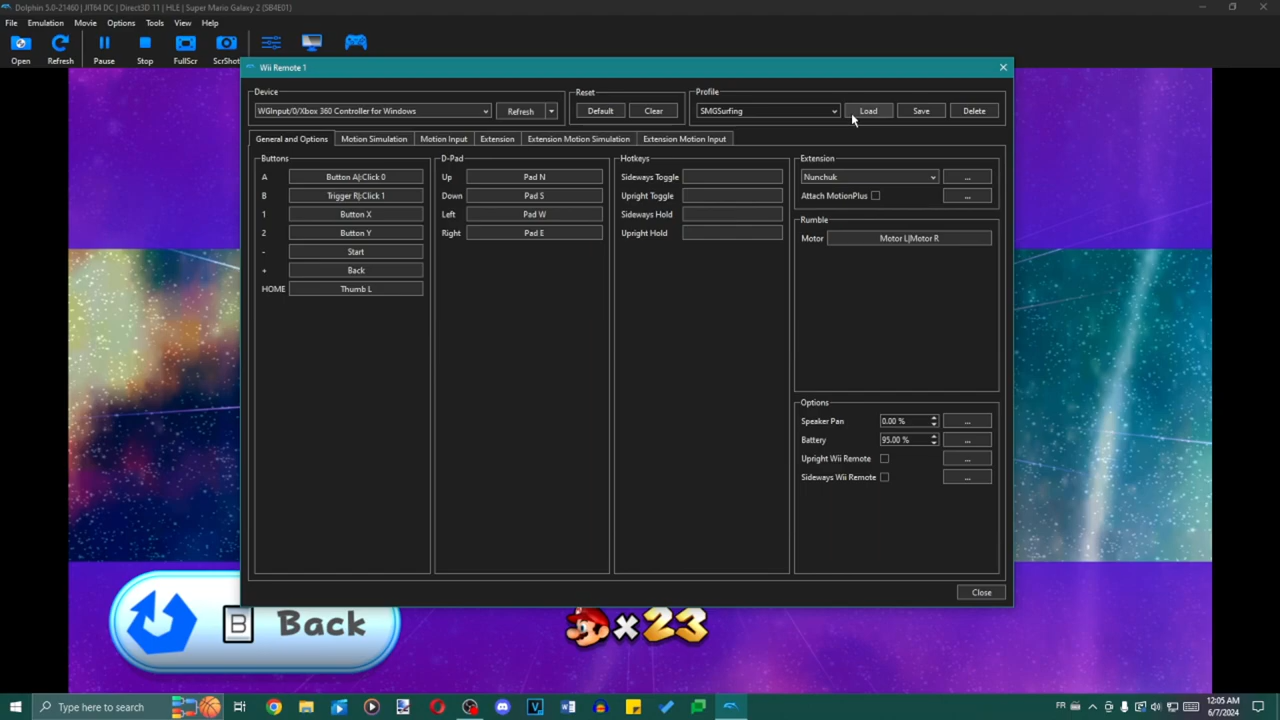 Dolphin 5.0-21460 | JIT64 DC | Direct3D 11 | HLE | Super Mario Galaxy 2 (SB4E01)
File Emulation Movie Options Tools View Help
Open Refresh Pause Stop FullScr ScrShot
Wii Remote 1
Device Reset Profile
WGInput/0/Xbox 360 Controller for Windows Refresh Default Clear SMGSurfing Load Save Delete
General and Options Motion Simulation Motion Input Extension Extension Motion Simulation Extension Motion Input
Buttons D-Pad Hotkeys Extension
A Button A|:Click 0 Up Pad N Sideways Toggle Nunchuk ...
B Trigger R|:Click 1 Down Pad S Upright Toggle Attach MotionPlus ...
1 Button X Left Pad W Sideways Hold Rumble
2 Button Y Right Pad E Upright Hold Motor Motor L|Motor R
- Start
+ Back
HOME Thumb L
Options
Speaker Pan 0.00 % ...
Battery 95.00 % ...
Upright Wii Remote ...
Sideways Wii Remote ...
Close
B Back ×23
Type here to search FR 12:05 AM
6/7/2024